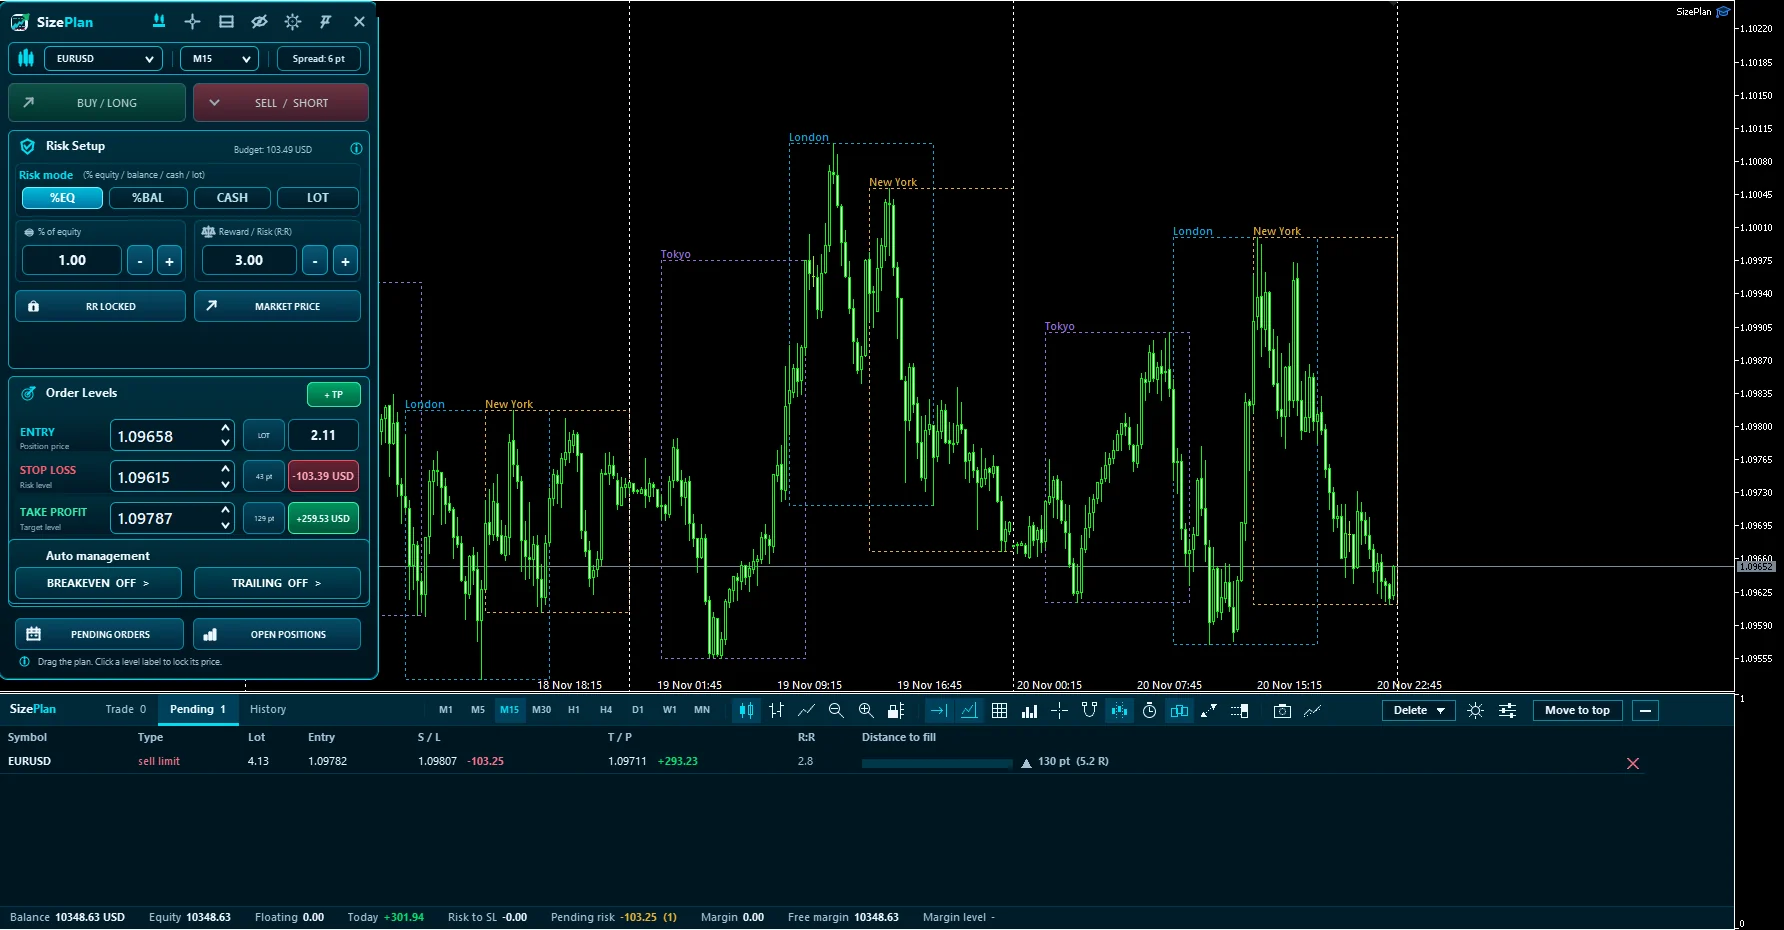 SizePlan
EURUSD M15 Spread: 6 pt
BUY / LONG SELL / SHORT
Risk Setup Budget: 103.49 USD
Risk mode (% equity / balance / cash / lot)
%EQ %BAL CASH LOT
% of equity Reward / Risk (R:R)
1.00 - + 3.00 - +
RR LOCKED MARKET PRICE
Order Levels + TP
ENTRY 1.09658 LOT 2.11
Position price
STOP LOSS 1.09615 43 pt -103.39 USD
Risk level
TAKE PROFIT 1.09787 129 pt +259.53 USD
Target level
Auto management
BREAKEVEN OFF > TRAILING OFF >
PENDING ORDERS OPEN POSITIONS
Drag the plan. Click a level label to lock its price.
SizePlan
London
New York
Tokyo
London
New York
Tokyo
London
New York
1.10220
1.10185
1.10150
1.10115
1.10080
1.10045
1.10010
1.09975
1.09940
1.09905
1.09870
1.09835
1.09800
1.09765
1.09730
1.09695
1.09660
1.09652
1.09625
1.09590
1.09555
18 Nov 18:15 19 Nov 01:45 19 Nov 09:15 19 Nov 16:45 20 Nov 00:15 20 Nov 07:45 20 Nov 15:15 20 Nov 22:45
1
SizePlan Trade 0 Pending 1 History M1 M5 M15 M30 H1 H4 D1 W1 MN Delete Move to top
Symbol Type Lot Entry S / L T / P R:R Distance to fill
EURUSD sell limit 4.13 1.09782 1.09807 -103.25 1.09711 +293.23 2.8 130 pt (5.2 R)
Balance 10348.63 USD Equity 10348.63 Floating 0.00 Today +301.94 Risk to SL -0.00 Pending risk -103.25 (1) Margin 0.00 Free margin 10348.63 Margin level -
0